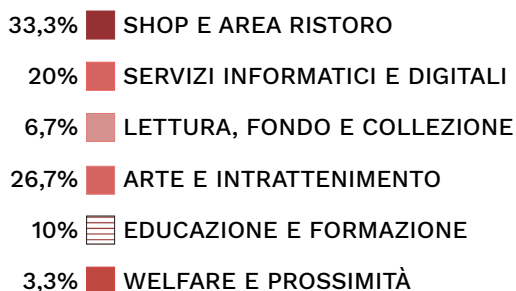 33,3% SHOP E AREA RISTORO
20% SERVIZI INFORMATICI E DIGITALI
6,7% LETTURA, FONDO E COLLEZIONE
26,7% ARTE E INTRATTENIMENTO
10% EDUCAZIONE E FORMAZIONE
3,3% WELFARE E PROSSIMITÀ